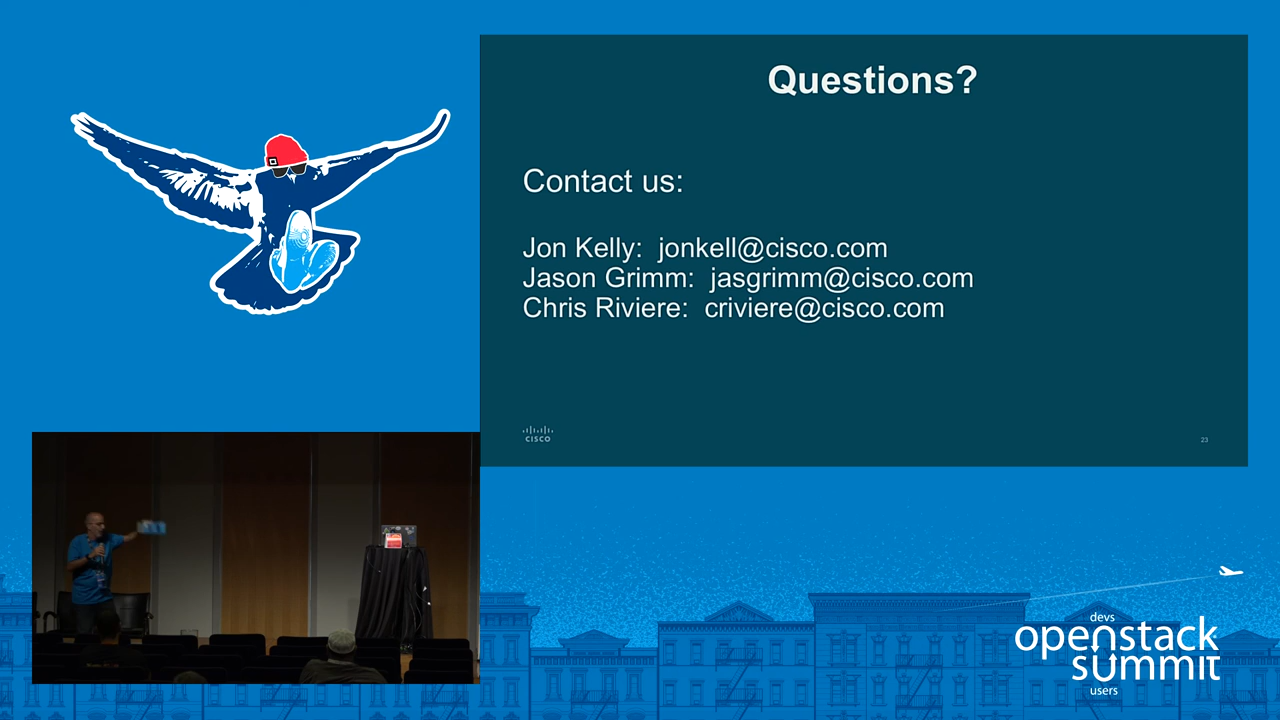 Questions?
Contact us:
Jon Kelly: jonkell@cisco.com
Jason Grimm: jasgrimm@cisco.com
Chris Riviere: criviere@cisco.com
CISCO
23
devs
openstack
summit
users